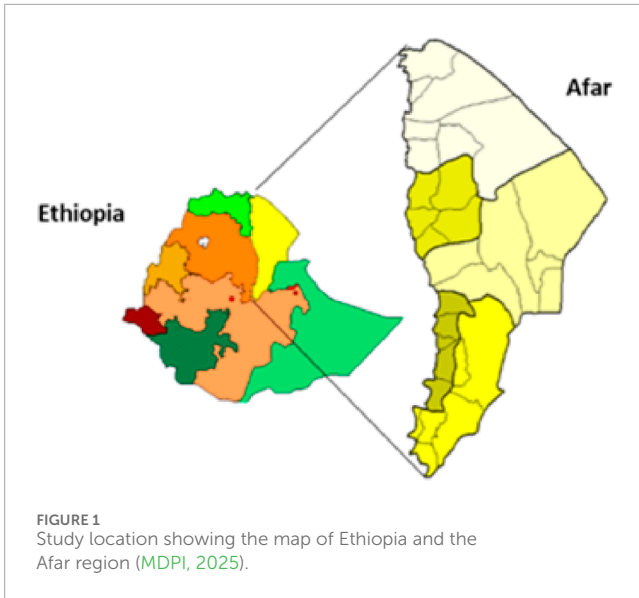 Afar
Ethiopia
FIGURE 1
Study location showing the map of Ethiopia and the
Afar region (MDPI, 2025).